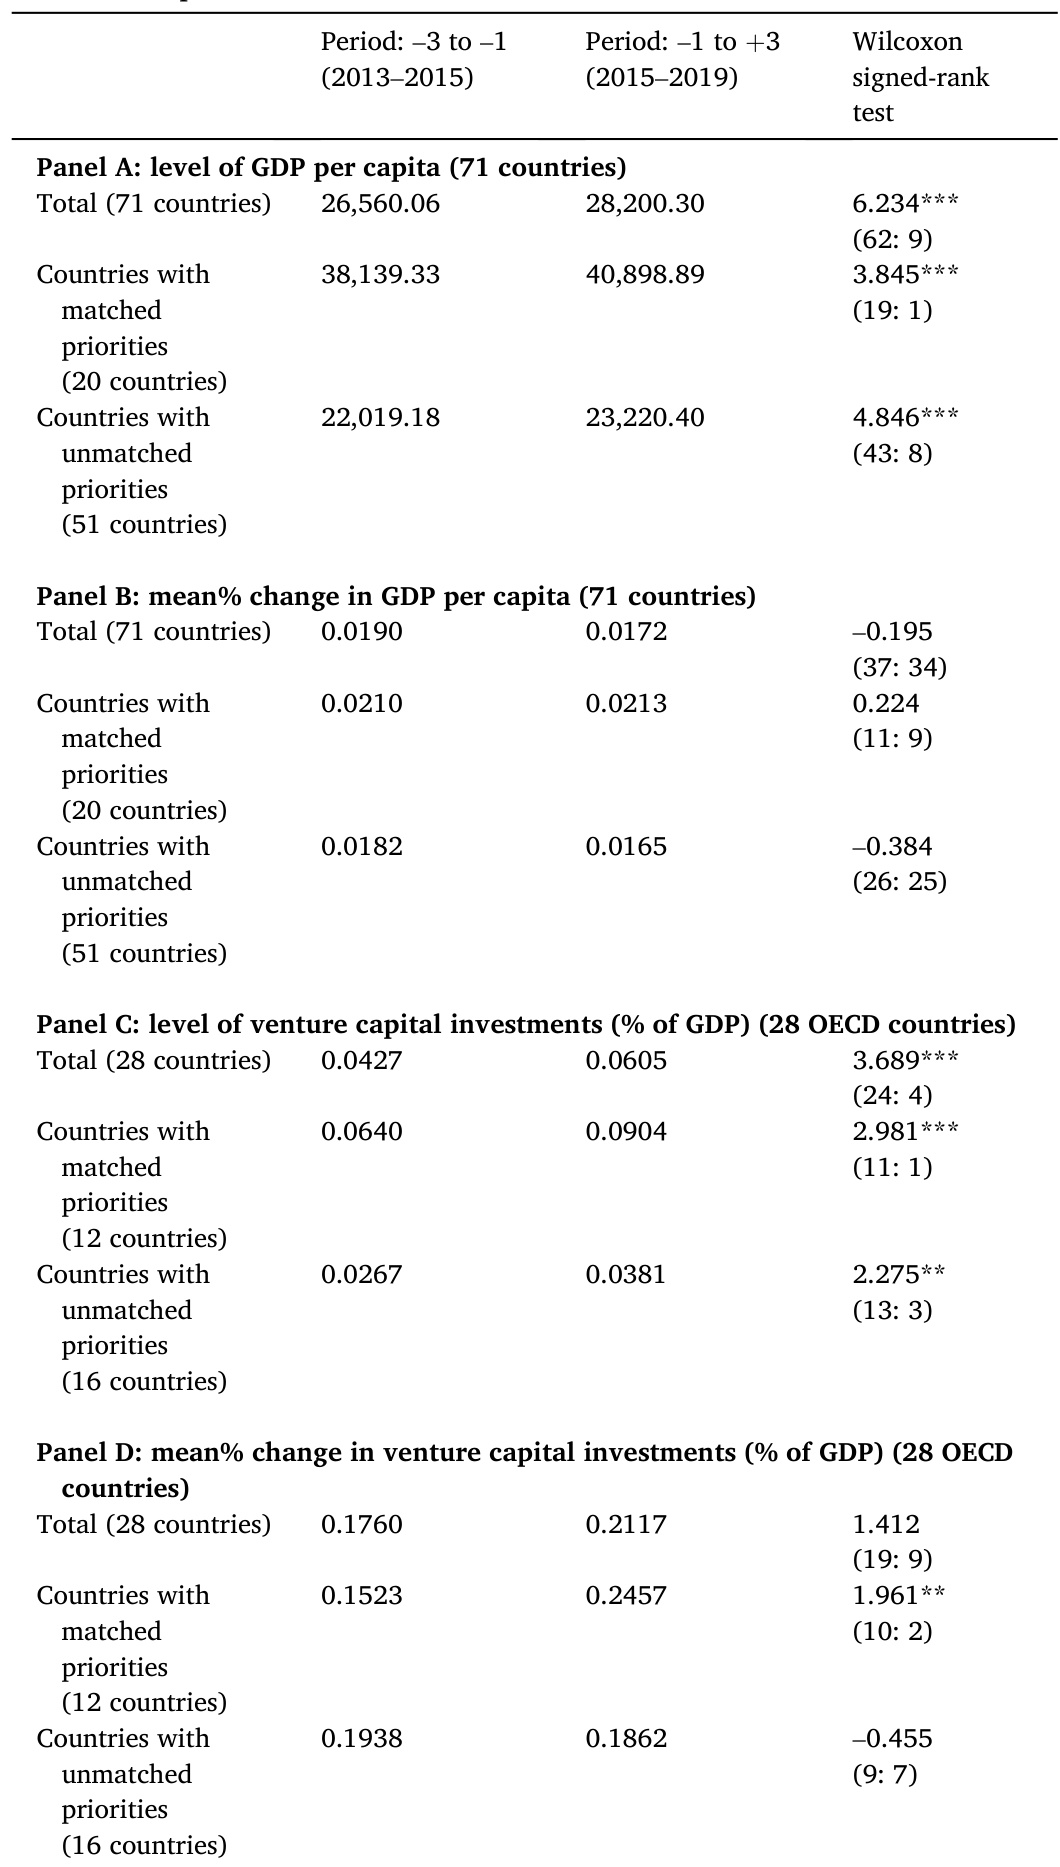 Period: –3 to –1 Period: –1 to +3 Wilcoxon
(2013–2015) (2015–2019) signed-rank
test
Panel A: level of GDP per capita (71 countries)
Total (71 countries) 26,560.06 28,200.30 6.234***
(62: 9)
Countries with 38,139.33 40,898.89 3.845***
matched (19: 1)
priorities
(20 countries)
Countries with 22,019.18 23,220.40 4.846***
unmatched (43: 8)
priorities
(51 countries)
Panel B: mean% change in GDP per capita (71 countries)
Total (71 countries) 0.0190 0.0172 –0.195
(37: 34)
Countries with 0.0210 0.0213 0.224
matched (11: 9)
priorities
(20 countries)
Countries with 0.0182 0.0165 –0.384
unmatched (26: 25)
priorities
(51 countries)
Panel C: level of venture capital investments (% of GDP) (28 OECD countries)
Total (28 countries) 0.0427 0.0605 3.689***
(24: 4)
Countries with 0.0640 0.0904 2.981***
matched (11: 1)
priorities
(12 countries)
Countries with 0.0267 0.0381 2.275**
unmatched (13: 3)
priorities
(16 countries)
Panel D: mean% change in venture capital investments (% of GDP) (28 OECD
countries)
Total (28 countries) 0.1760 0.2117 1.412
(19: 9)
Countries with 0.1523 0.2457 1.961**
matched (10: 2)
priorities
(12 countries)
Countries with 0.1938 0.1862 –0.455
unmatched (9: 7)
priorities
(16 countries)